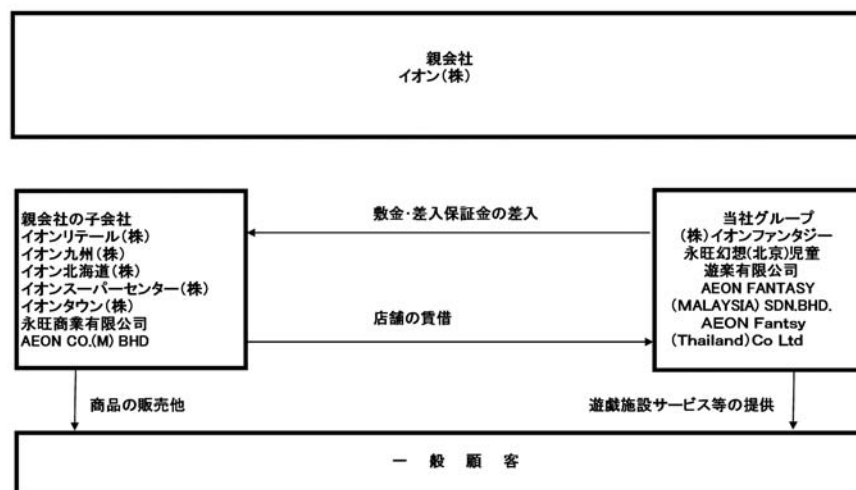 親会社
イオン(株)
親会社の子会社
イオンリテール(株)
イオン九州(株)
イオン北海道(株)
イオンスーパーセンター(株)
イオンタウン(株)
永旺商業有限公司
AEON CO.(M) BHD
敷金・差入保証金の差入
店舗の賃借
当社グループ
(株)イオンファンタジー
永旺幻想(北京)児童
遊楽有限公司
AEON FANTASY
(MALAYSIA) SDN.BHD.
AEON Fantsy
(Thailand)Co Ltd
商品の販売他
遊戯施設サービス等の提供
一 般 顧 客